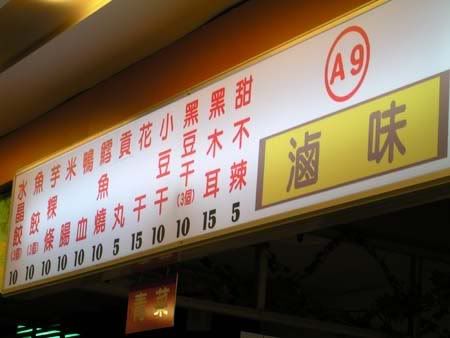 A9
滷味
甜不辣 5
黑木耳 15
黑豆干(3個) 10
小豆干 10
花干 15
貢丸 5
鱈魚燒 10
鴨血 10
米腸 10
芋粿條 10
魚餃(2個) 10
水晶餃(3個) 10
青菜